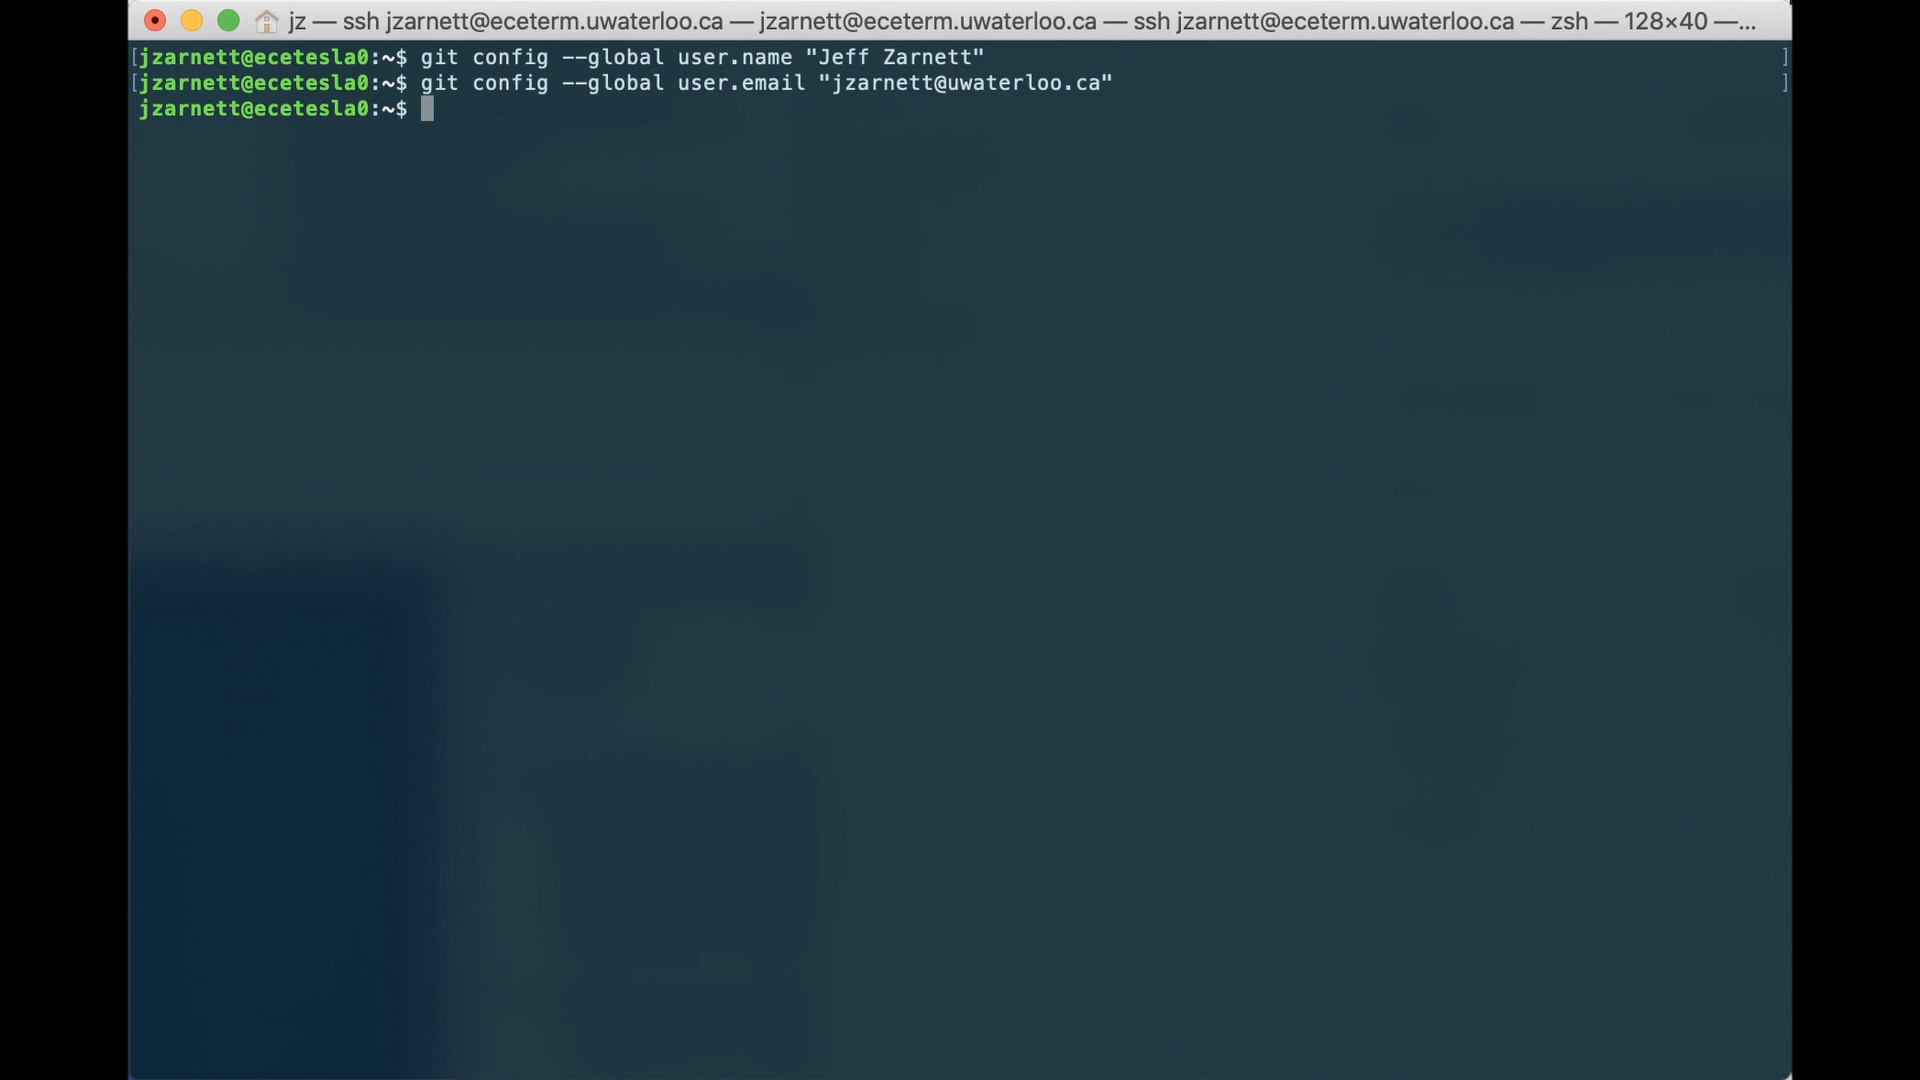 jz — ssh jzarnett@eceterm.uwaterloo.ca — jzarnett@eceterm.uwaterloo.ca — ssh jzarnett@eceterm.uwaterloo.ca — zsh — 128×40 —...
[jzarnett@ecetesla0:~$ git config --global user.name "Jeff Zarnett" ]
[jzarnett@ecetesla0:~$ git config --global user.email "jzarnett@uwaterloo.ca" ]
jzarnett@ecetesla0:~$